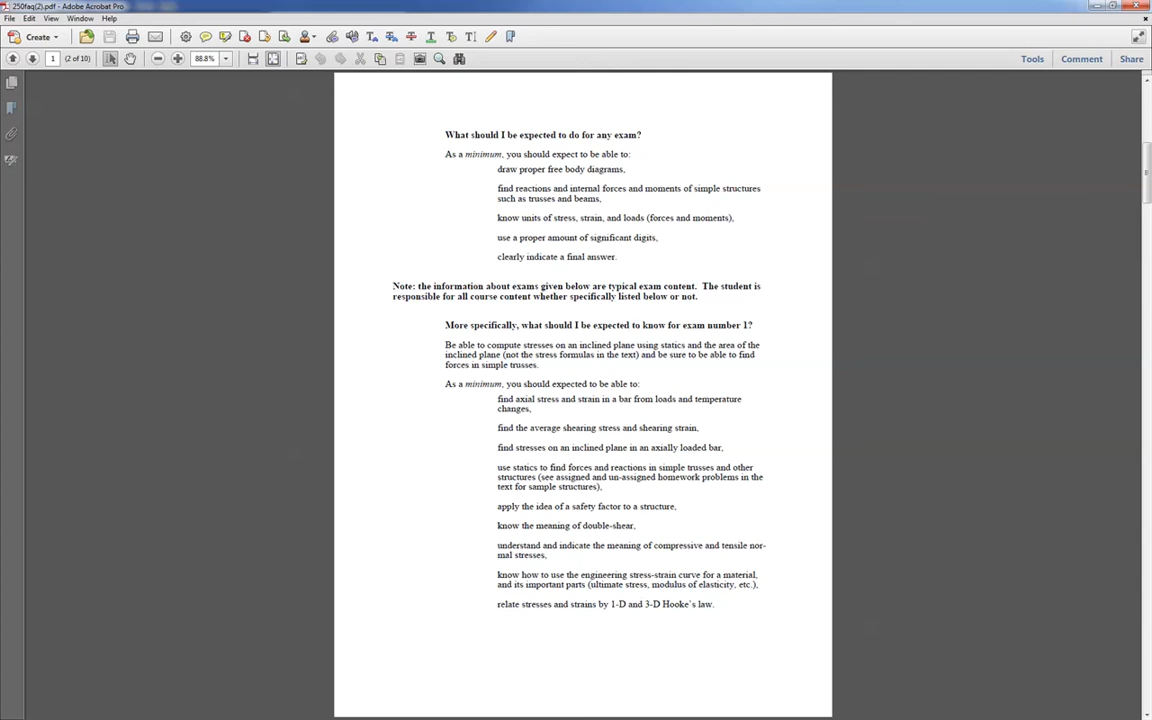 250faq(2).pdf - Adobe Acrobat Pro
File Edit View Window Help
Create
1 (2 of 10) 88.8% Tools Comment Share
What should I be expected to do for any exam?
As a minimum, you should expect to be able to:
draw proper free body diagrams,
find reactions and internal forces and moments of simple structures
such as trusses and beams,
know units of stress, strain, and loads (forces and moments),
use a proper amount of significant digits,
clearly indicate a final answer.
Note: the information about exams given below are typical exam content. The student is
responsible for all course content whether specifically listed below or not.
More specifically, what should I be expected to know for exam number 1?
Be able to compute stresses on an inclined plane using statics and the area of the
inclined plane (not the stress formulas in the text) and be sure to be able to find
forces in simple trusses.
As a minimum, you should expected to be able to:
find axial stress and strain in a bar from loads and temperature
changes,
find the average shearing stress and shearing strain,
find stresses on an inclined plane in an axially loaded bar,
use statics to find forces and reactions in simple trusses and other
structures (see assigned and un-assigned homework problems in the
text for sample structures),
apply the idea of a safety factor to a structure,
know the meaning of double-shear,
understand and indicate the meaning of compressive and tensile nor-
mal stresses,
know how to use the engineering stress-strain curve for a material,
and its important parts (ultimate stress, modulus of elasticity, etc.),
relate stresses and strains by 1-D and 3-D Hooke's law.